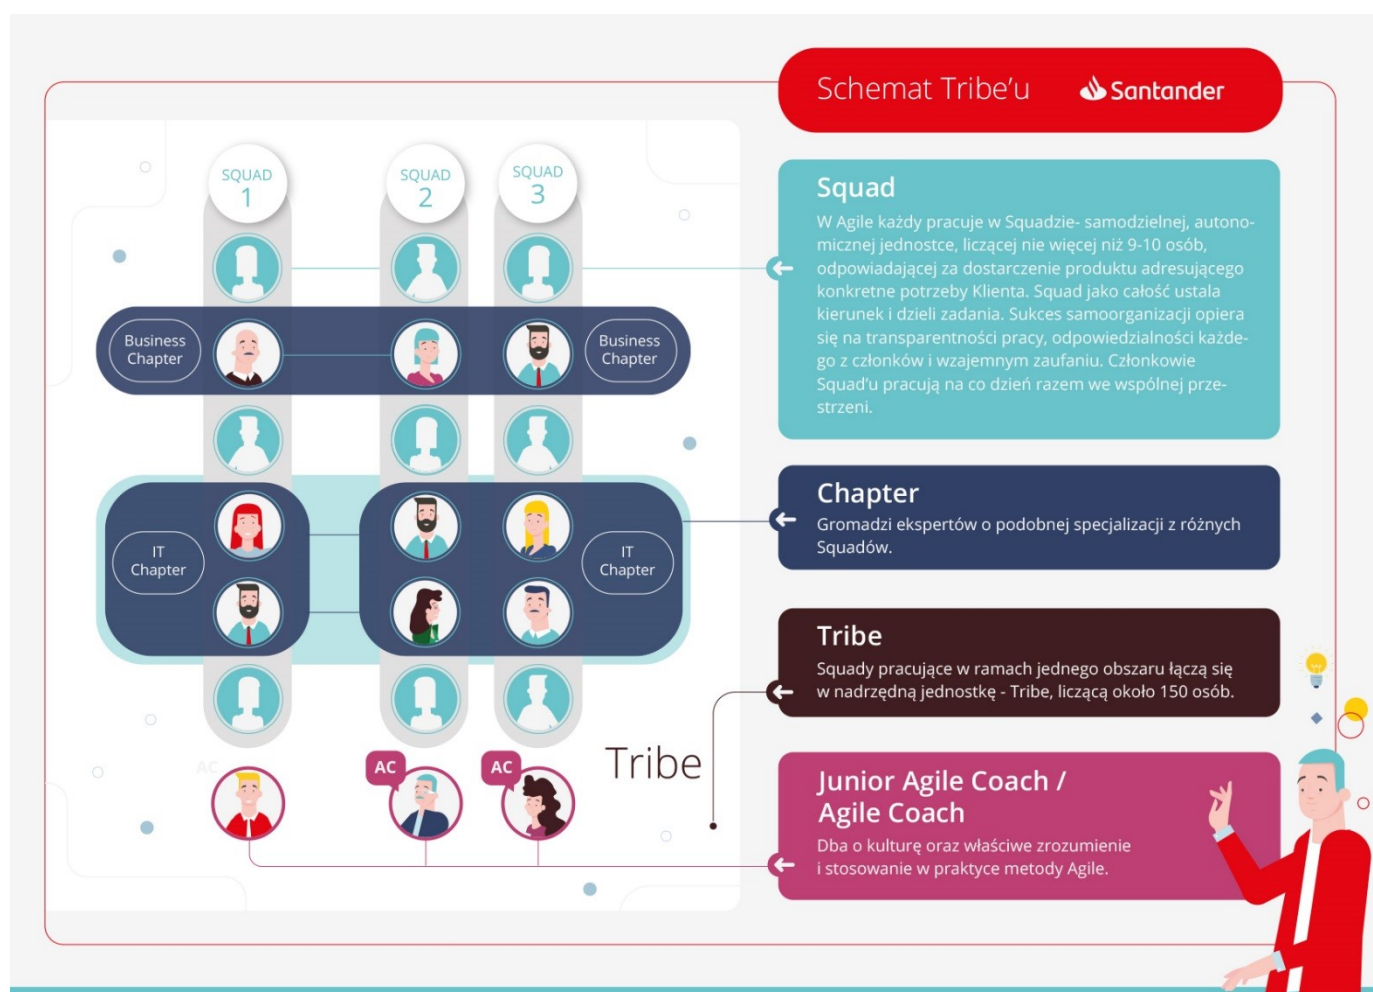 Schemat Tribe'u
Santander
SQUAD
1
SQUAD
2
SQUAD
3
Business
Chapter
Business
Chapter
IT
Chapter
IT
Chapter
AC
AC
AC
Tribe
Squad
W Agile każdy pracuje w Squadzie- samodzielnej, autono-
micznej jednostce, liczącej nie więcej niż 9-10 osób,
odpowiadającej za dostarczenie produktu adresującego
konkretne potrzeby Klienta. Squad jako całość ustala
kierunek i dzieli zadania. Sukces samoorganizacji opiera
się na transparentności pracy, odpowiedzialności każde-
go z członków i wzajemnym zaufaniu. Członkowie
Squad'u pracują na co dzień razem we wspólnej prze-
strzeni.
Chapter
Gromadzi ekspertów o podobnej specjalizacji z różnych
Squadów.
Tribe
Squady pracujące w ramach jednego obszaru łączą się
w nadrzędną jednostkę - Tribe, liczącą około 150 osób.
Junior Agile Coach /
Agile Coach
Dba o kulturę oraz właściwe zrozumienie
i stosowanie w praktyce metody Agile.